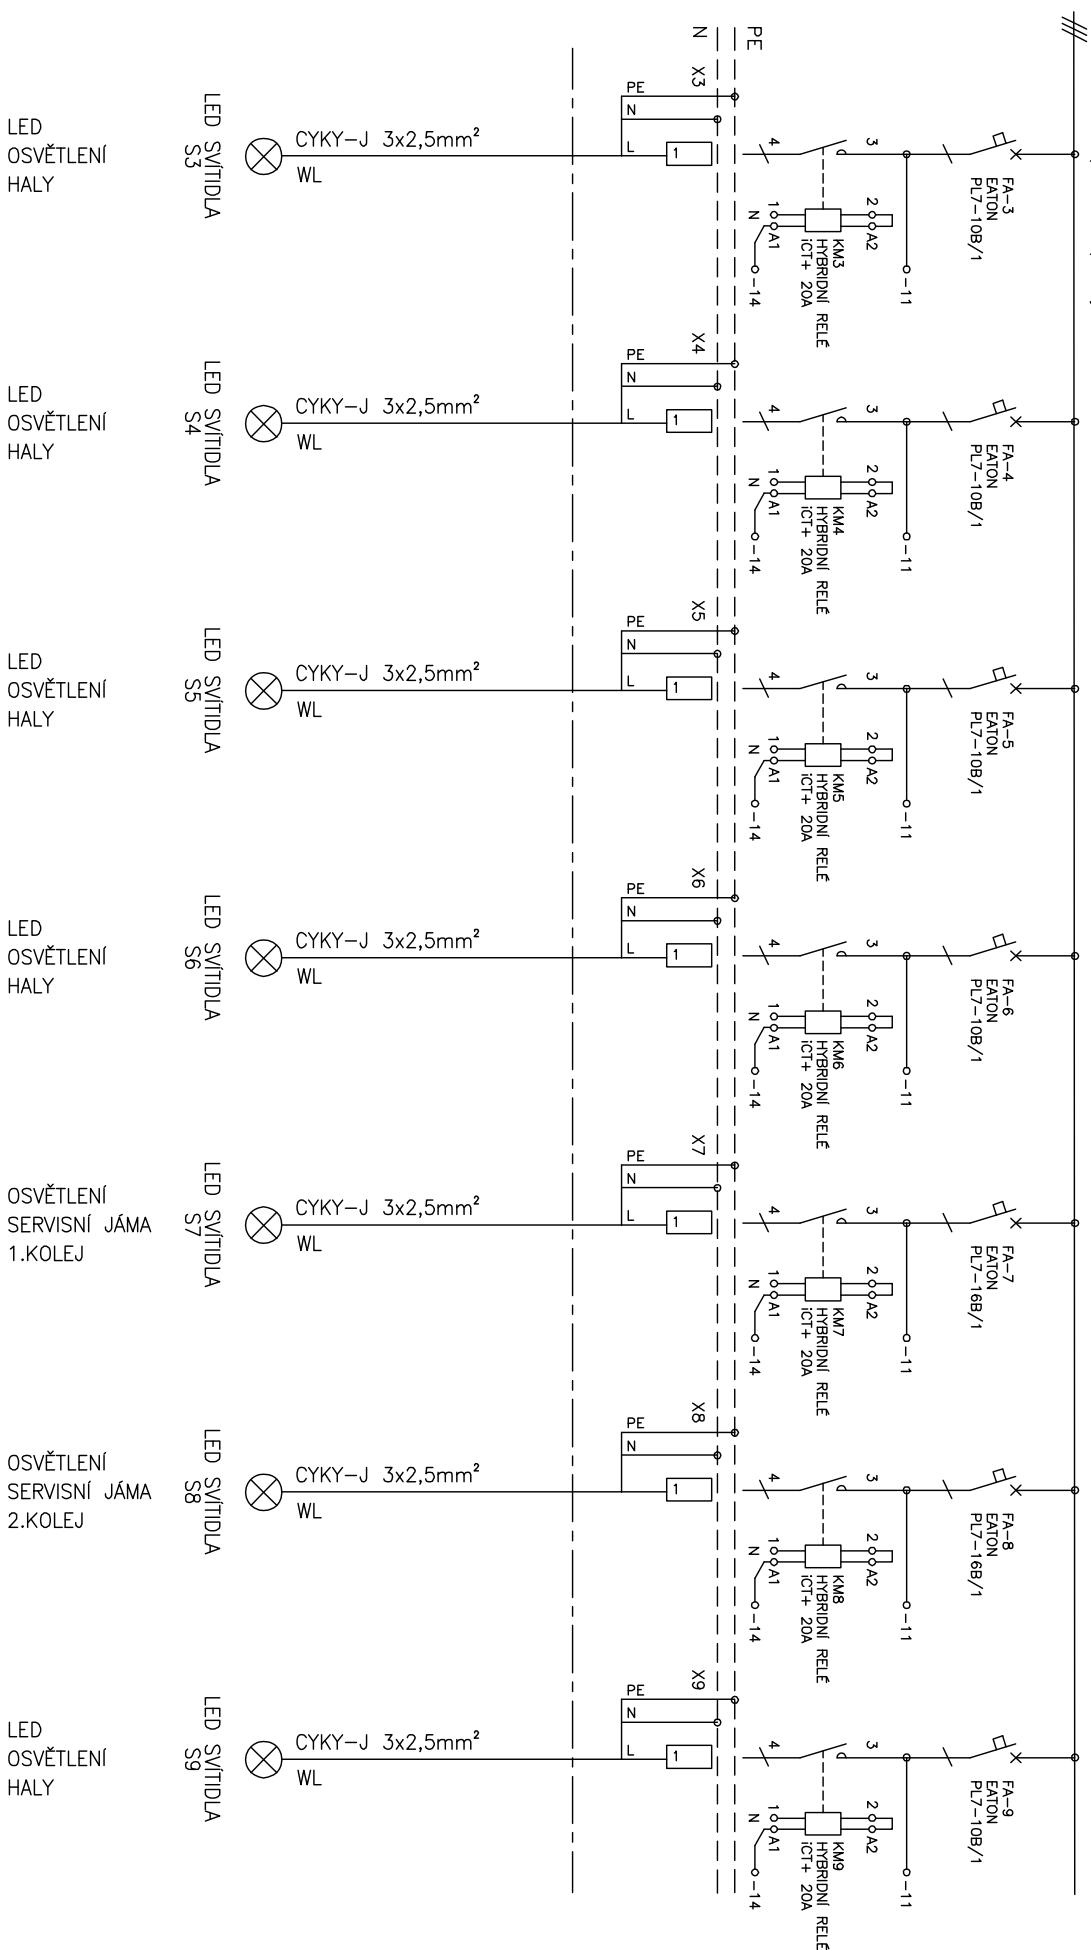 N
PE
X3
PE
N
L
1
4
3
FA-3
EATON
PL7-10B/1
2
A2
1
N
A1
KM3
HYBRIDNÍ RELÉ
iCT+ 20A
-14
-11
CYKY-J 3x2,5mm²
WL
LED SVÍTIDLA
S3
LED
OSVĚTLENÍ
HALY
X4
PE
N
L
1
4
3
FA-4
EATON
PL7-10B/1
2
A2
1
N
A1
KM4
HYBRIDNÍ RELÉ
iCT+ 20A
-14
-11
CYKY-J 3x2,5mm²
WL
LED SVÍTIDLA
S4
LED
OSVĚTLENÍ
HALY
X5
PE
N
L
1
4
3
FA-5
EATON
PL7-10B/1
2
A2
1
N
A1
KM5
HYBRIDNÍ RELÉ
iCT+ 20A
-14
-11
CYKY-J 3x2,5mm²
WL
LED SVÍTIDLA
S5
LED
OSVĚTLENÍ
HALY
X6
PE
N
L
1
4
3
FA-6
EATON
PL7-10B/1
2
A2
1
N
A1
KM6
HYBRIDNÍ RELÉ
iCT+ 20A
-14
-11
CYKY-J 3x2,5mm²
WL
LED SVÍTIDLA
S6
LED
OSVĚTLENÍ
HALY
X7
PE
N
L
1
4
3
FA-7
EATON
PL7-16B/1
2
A2
1
N
A1
KM7
HYBRIDNÍ RELÉ
iCT+ 20A
-14
-11
CYKY-J 3x2,5mm²
WL
LED SVÍTIDLA
S7
OSVĚTLENÍ
SERVISNÍ JÁMA
1.KOLEJ
X8
PE
N
L
1
4
3
FA-8
EATON
PL7-16B/1
2
A2
1
N
A1
KM8
HYBRIDNÍ RELÉ
iCT+ 20A
-14
-11
CYKY-J 3x2,5mm²
WL
LED SVÍTIDLA
S8
OSVĚTLENÍ
SERVISNÍ JÁMA
2.KOLEJ
X9
PE
N
L
1
4
3
FA-9
EATON
PL7-10B/1
2
A2
1
N
A1
KM9
HYBRIDNÍ RELÉ
iCT+ 20A
-14
-11
CYKY-J 3x2,5mm²
WL
LED SVÍTIDLA
S9
LED
OSVĚTLENÍ
HALY